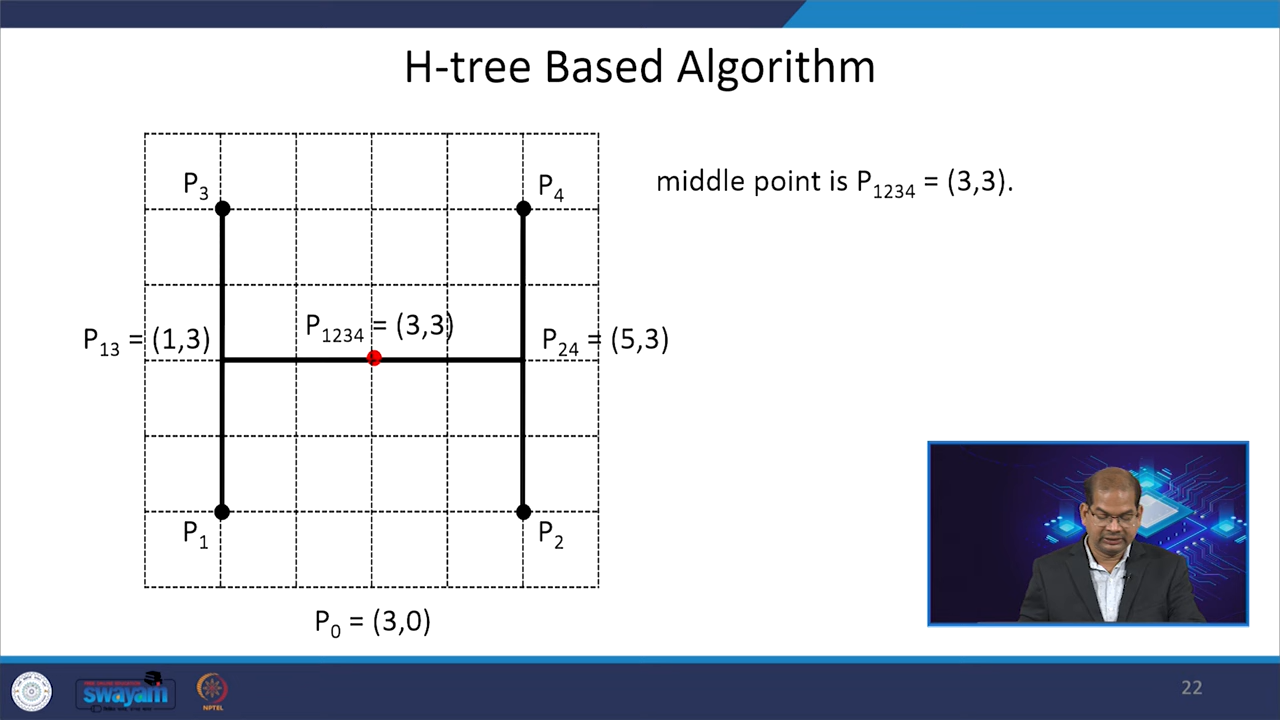 H-tree Based Algorithm
P₃
P₄
middle point is P₁₂₃₄ = (3,3).
P₁₂₃₄ = (3,3)
P₁₃ = (1,3)
P₂₄ = (5,3)
P₁
P₂
P₀ = (3,0)
swayam
NPTEL
22